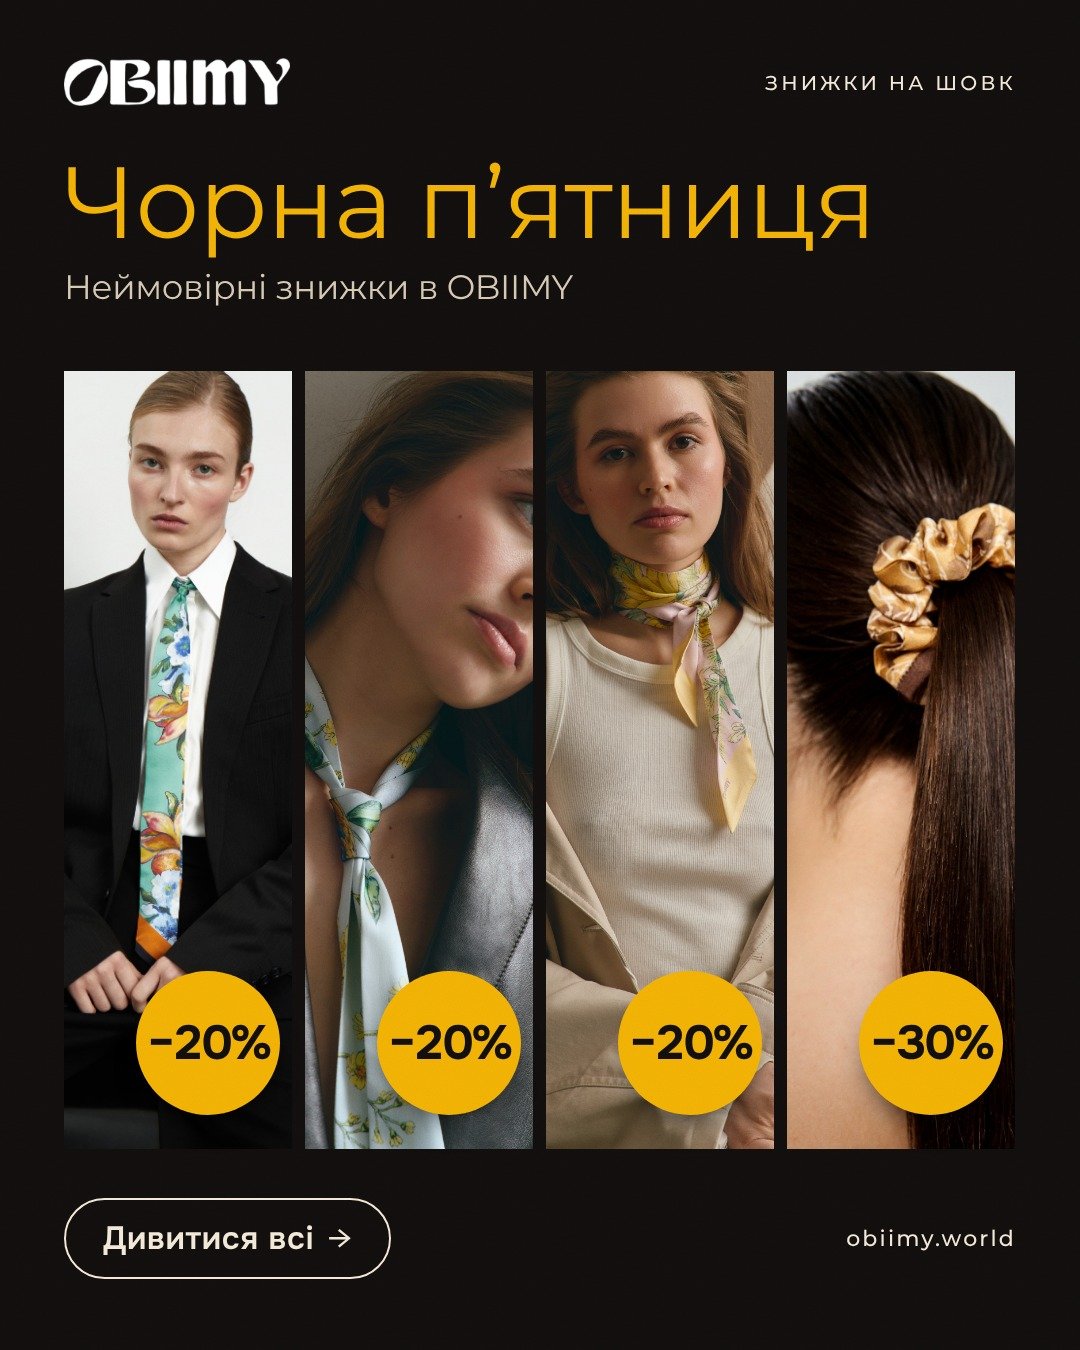 OBIIMY
ЗНИЖКИ НА ШОВК
Чорна п’ятниця
Неймовірні знижки в OBIIMY
-20%
-20%
-20%
-30%
Дивитися всі →
obiimy.world